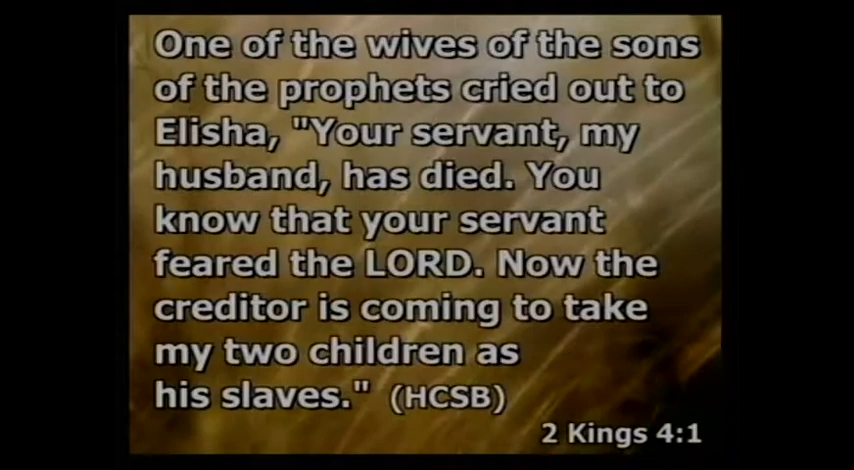 One of the wives of the sons
of the prophets cried out to
Elisha, "Your servant, my
husband, has died. You
know that your servant
feared the LORD. Now the
creditor is coming to take
my two children as
his slaves." (HCSB)
2 Kings 4:1